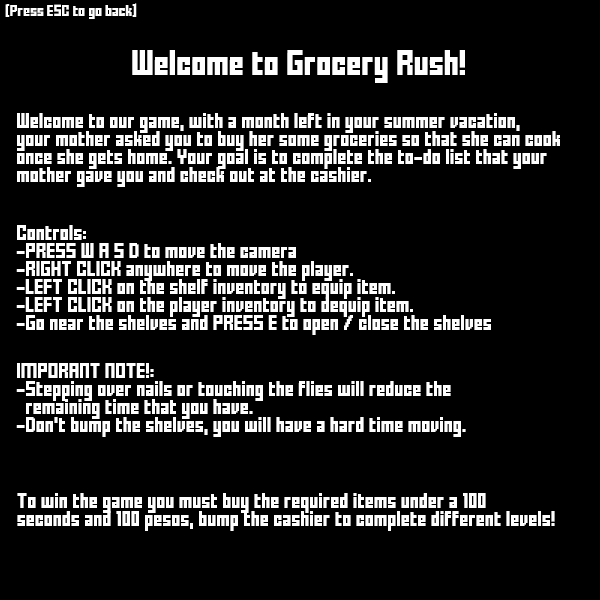 [Press ESC to go back]
Welcome to Grocery Rush!
Welcome to our game, with a month left in your summer vacation,
your mother asked you to buy her some groceries so that she can cook
once she gets home. Your goal is to complete the to-do list that your
mother gave you and check out at the cashier.
Controls:
-PRESS W A S D to move the camera
-RIGHT CLICK anywhere to move the player.
-LEFT CLICK on the shelf inventory to equip item.
-LEFT CLICK on the player inventory to dequip item.
-Go near the shelves and PRESS E to open / close the shelves
IMPORANT NOTE!:
-Stepping over nails or touching the flies will reduce the
remaining time that you have.
-Don't bump the shelves, you will have a hard time moving.
To win the game you must buy the required items under a 100
seconds and 100 pesos, bump the cashier to complete different levels!